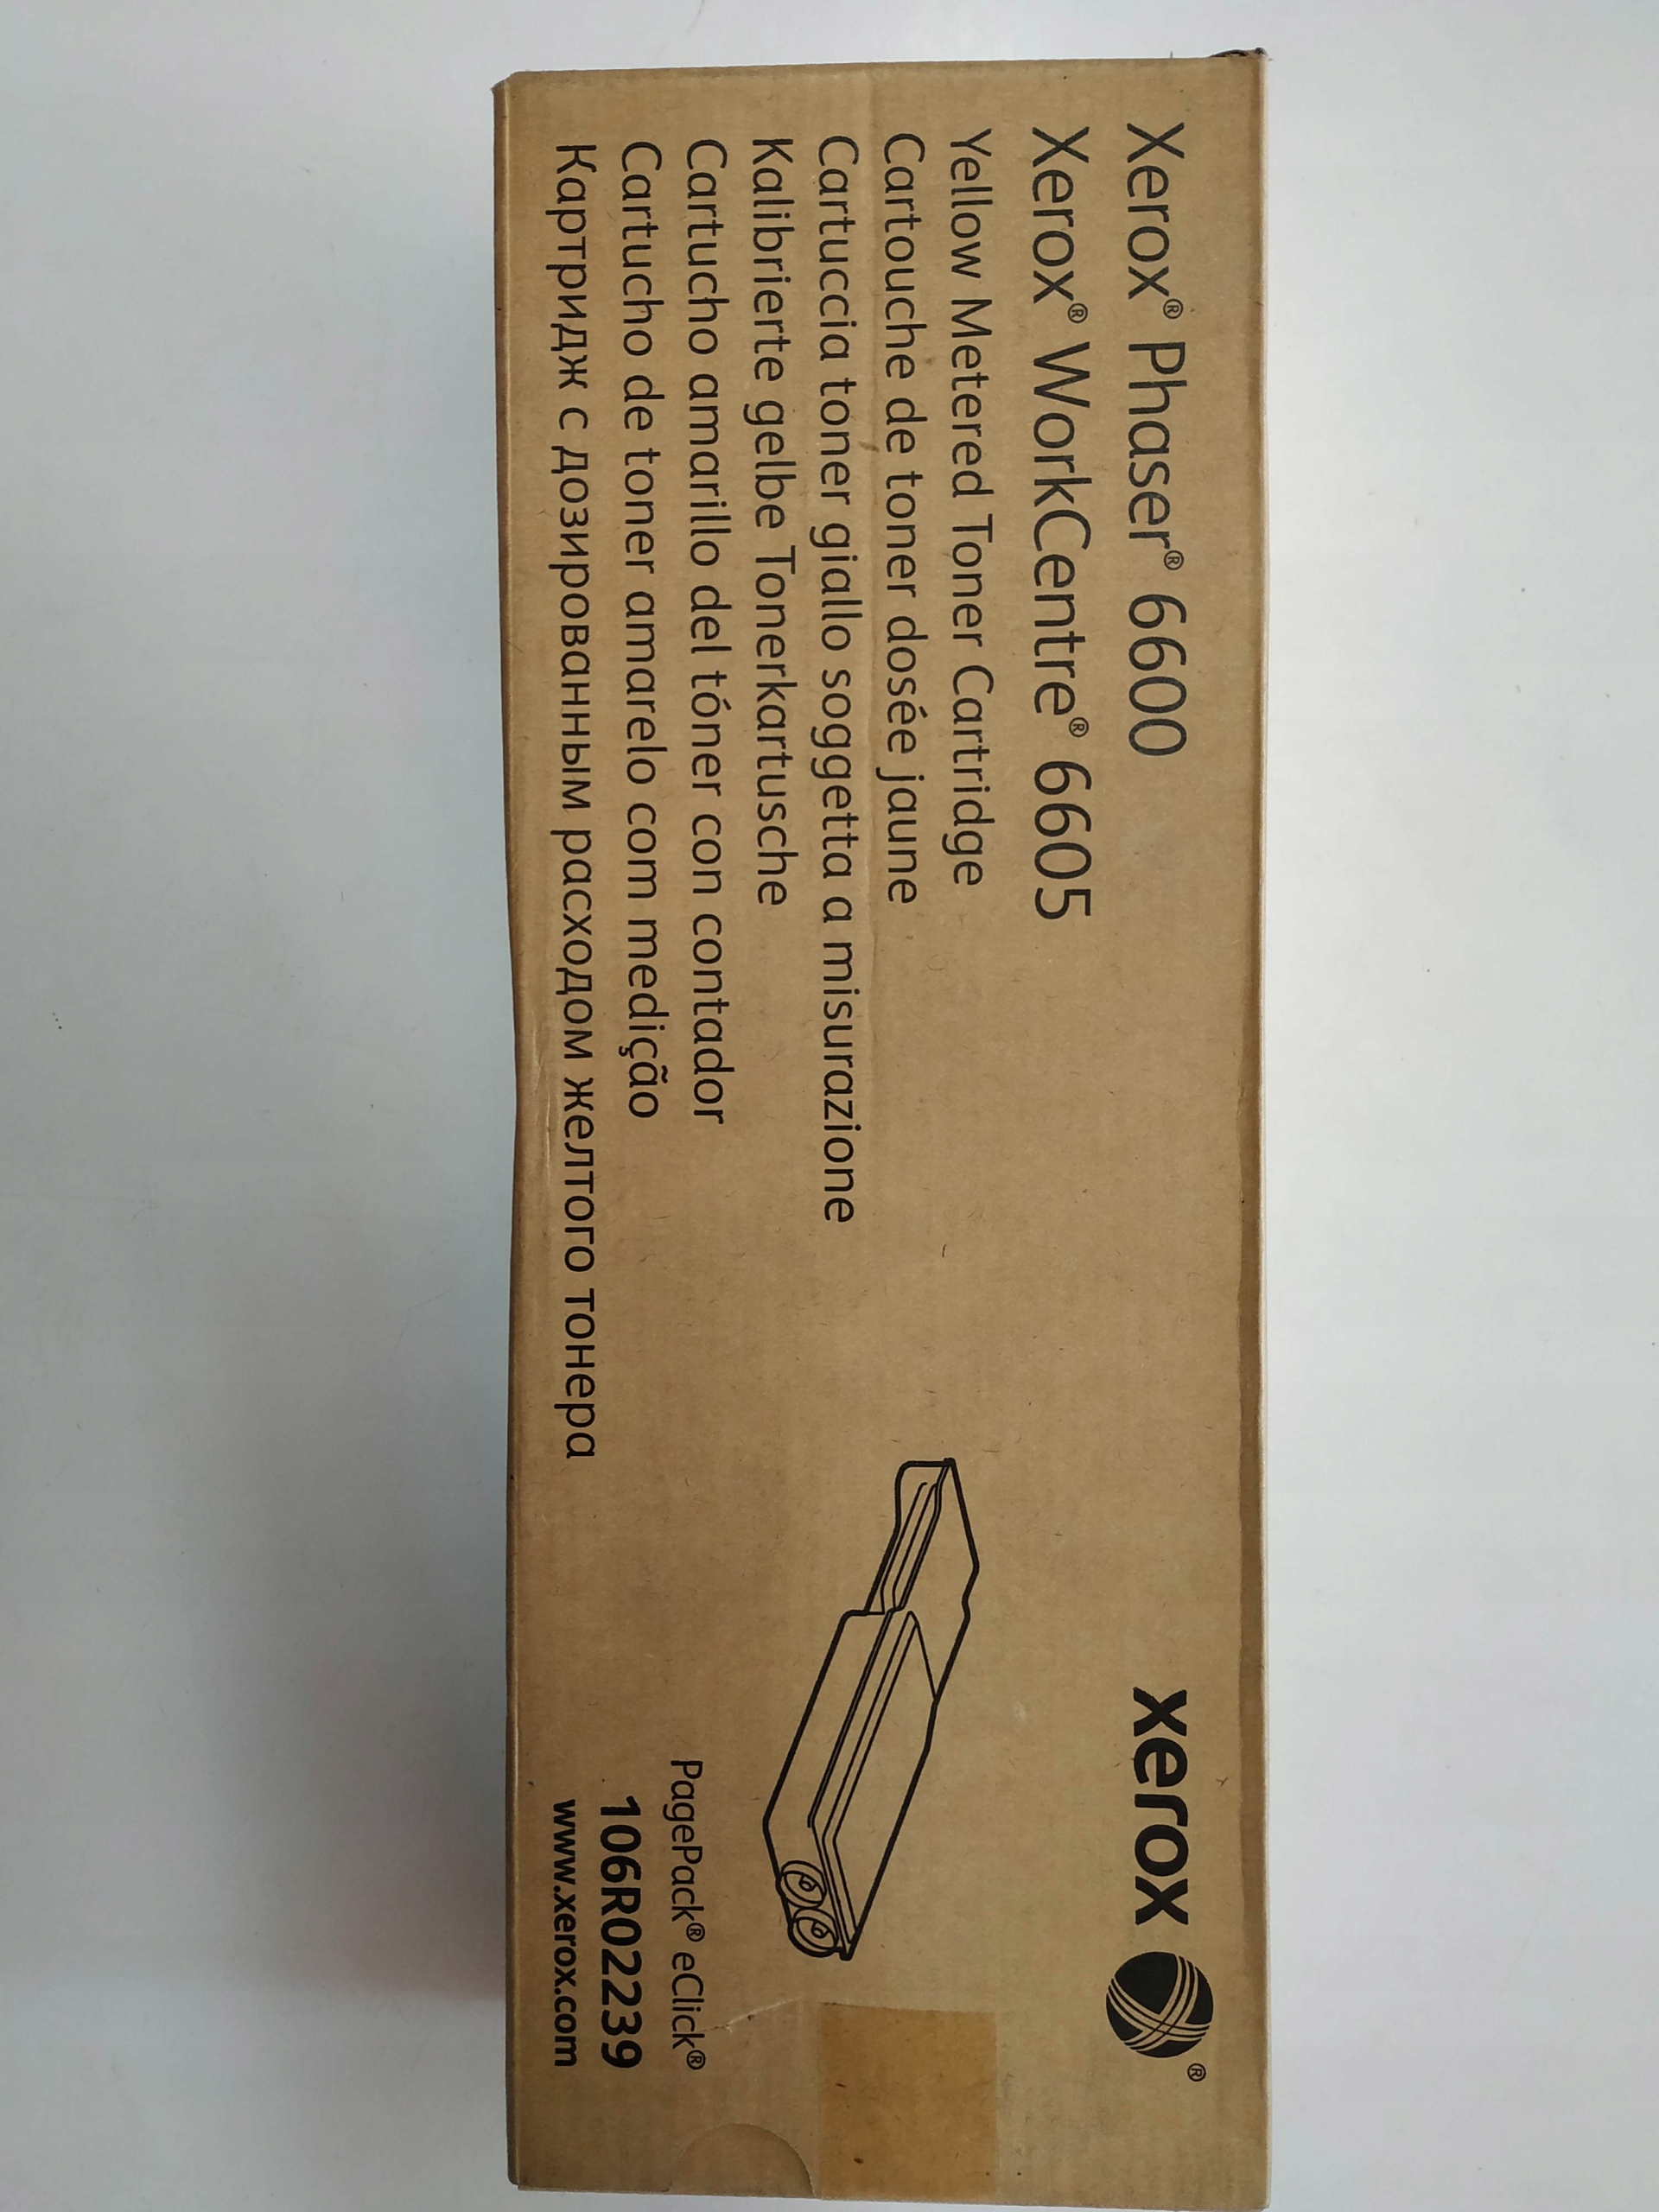 Xerox® Phaser® 6600
Xerox® WorkCentre® 6605
Yellow Metered Toner Cartridge
Cartouche de toner dosée jaune
Cartuccia toner giallo soggetta a misurazione
Kalibrierte gelbe Tonerkartusche
Cartucho amarillo del tóner con contador
Cartucho de toner amarelo com medição
Картридж с дозированным расходом желтого тонера
xerox®
PagePack® eClick®
106R02239
www.xerox.com